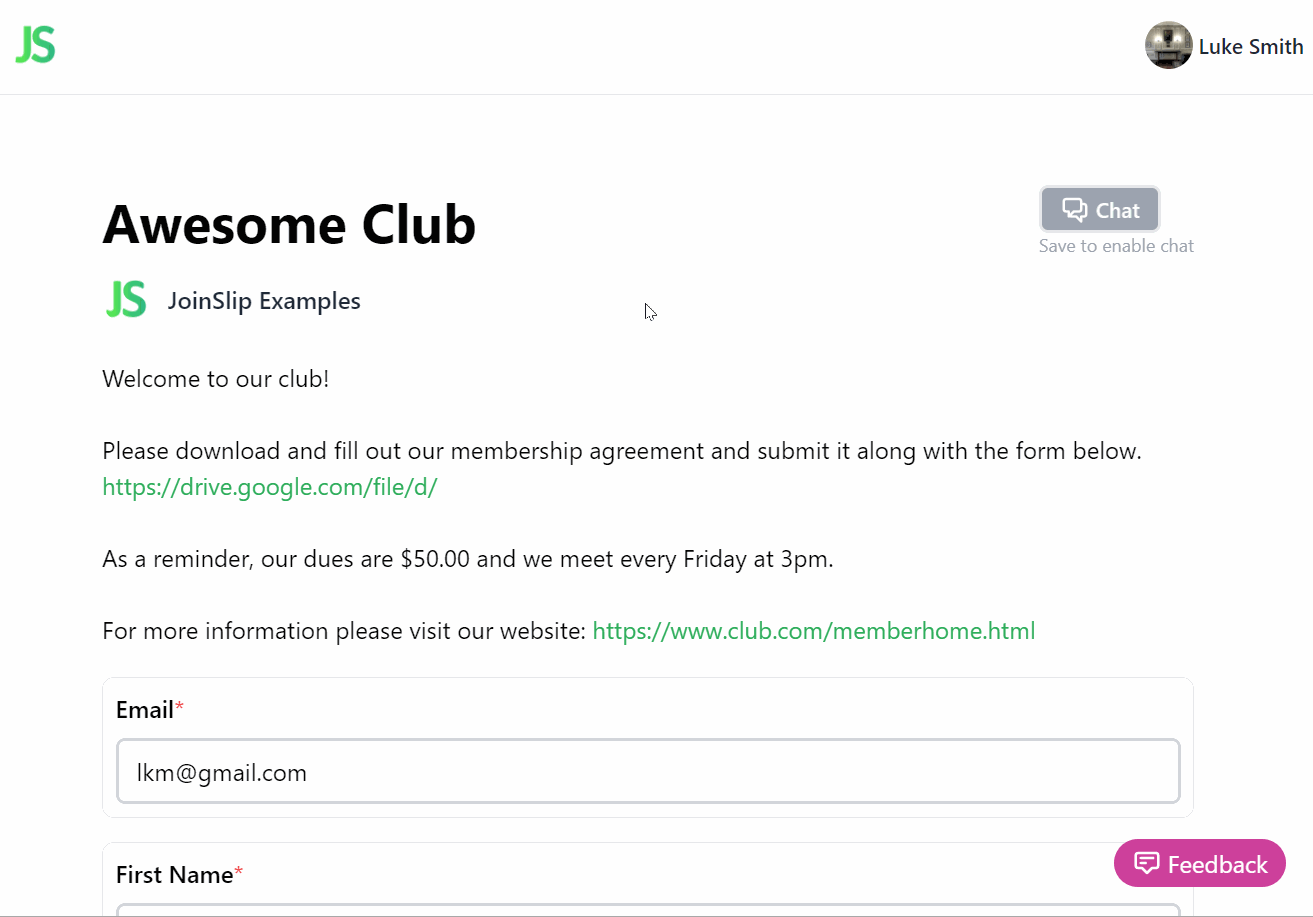 JS
Luke Smith
Awesome Club
Chat
Save to enable chat
JS JoinSlip Examples
Welcome to our club!
Please download and fill out our membership agreement and submit it along with the form below.
https://drive.google.com/file/d/
As a reminder, our dues are $50.00 and we meet every Friday at 3pm.
For more information please visit our website: https://www.club.com/memberhome.html
Email*
lkm@gmail.com
First Name*
Feedback